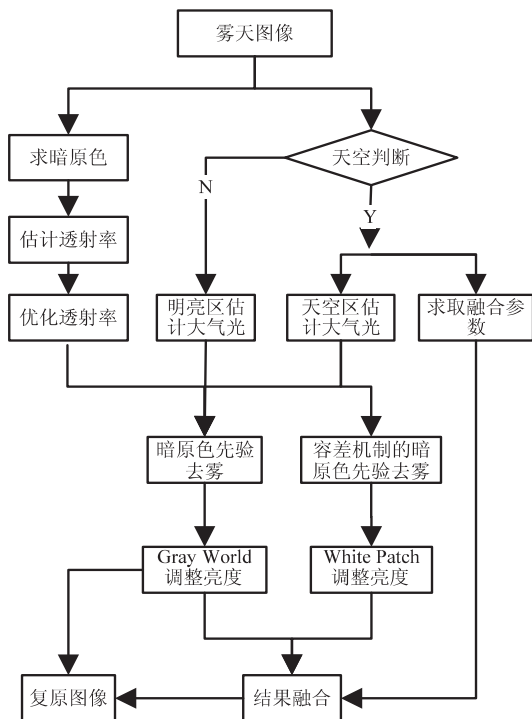 雾天图像
求暗原色
天空判断
N
Y
估计透射率
优化透射率
明亮区估
计大气光
天空区估
计大气光
求取融合参
数
暗原色先验
去雾
容差机制的暗
原色先验去雾
Gray World
调整亮度
White Patch
调整亮度
复原图像
结果融合